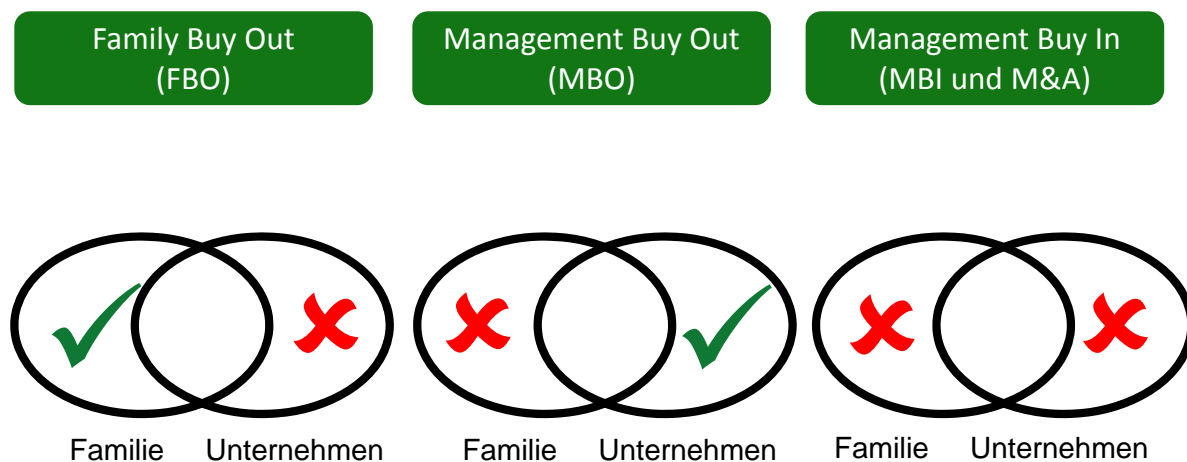 Family Buy Out
(FBO)
Management Buy Out
(MBO)
Management Buy In
(MBI und M&A)
Familie
Unternehmen
Familie
Unternehmen
Familie
Unternehmen